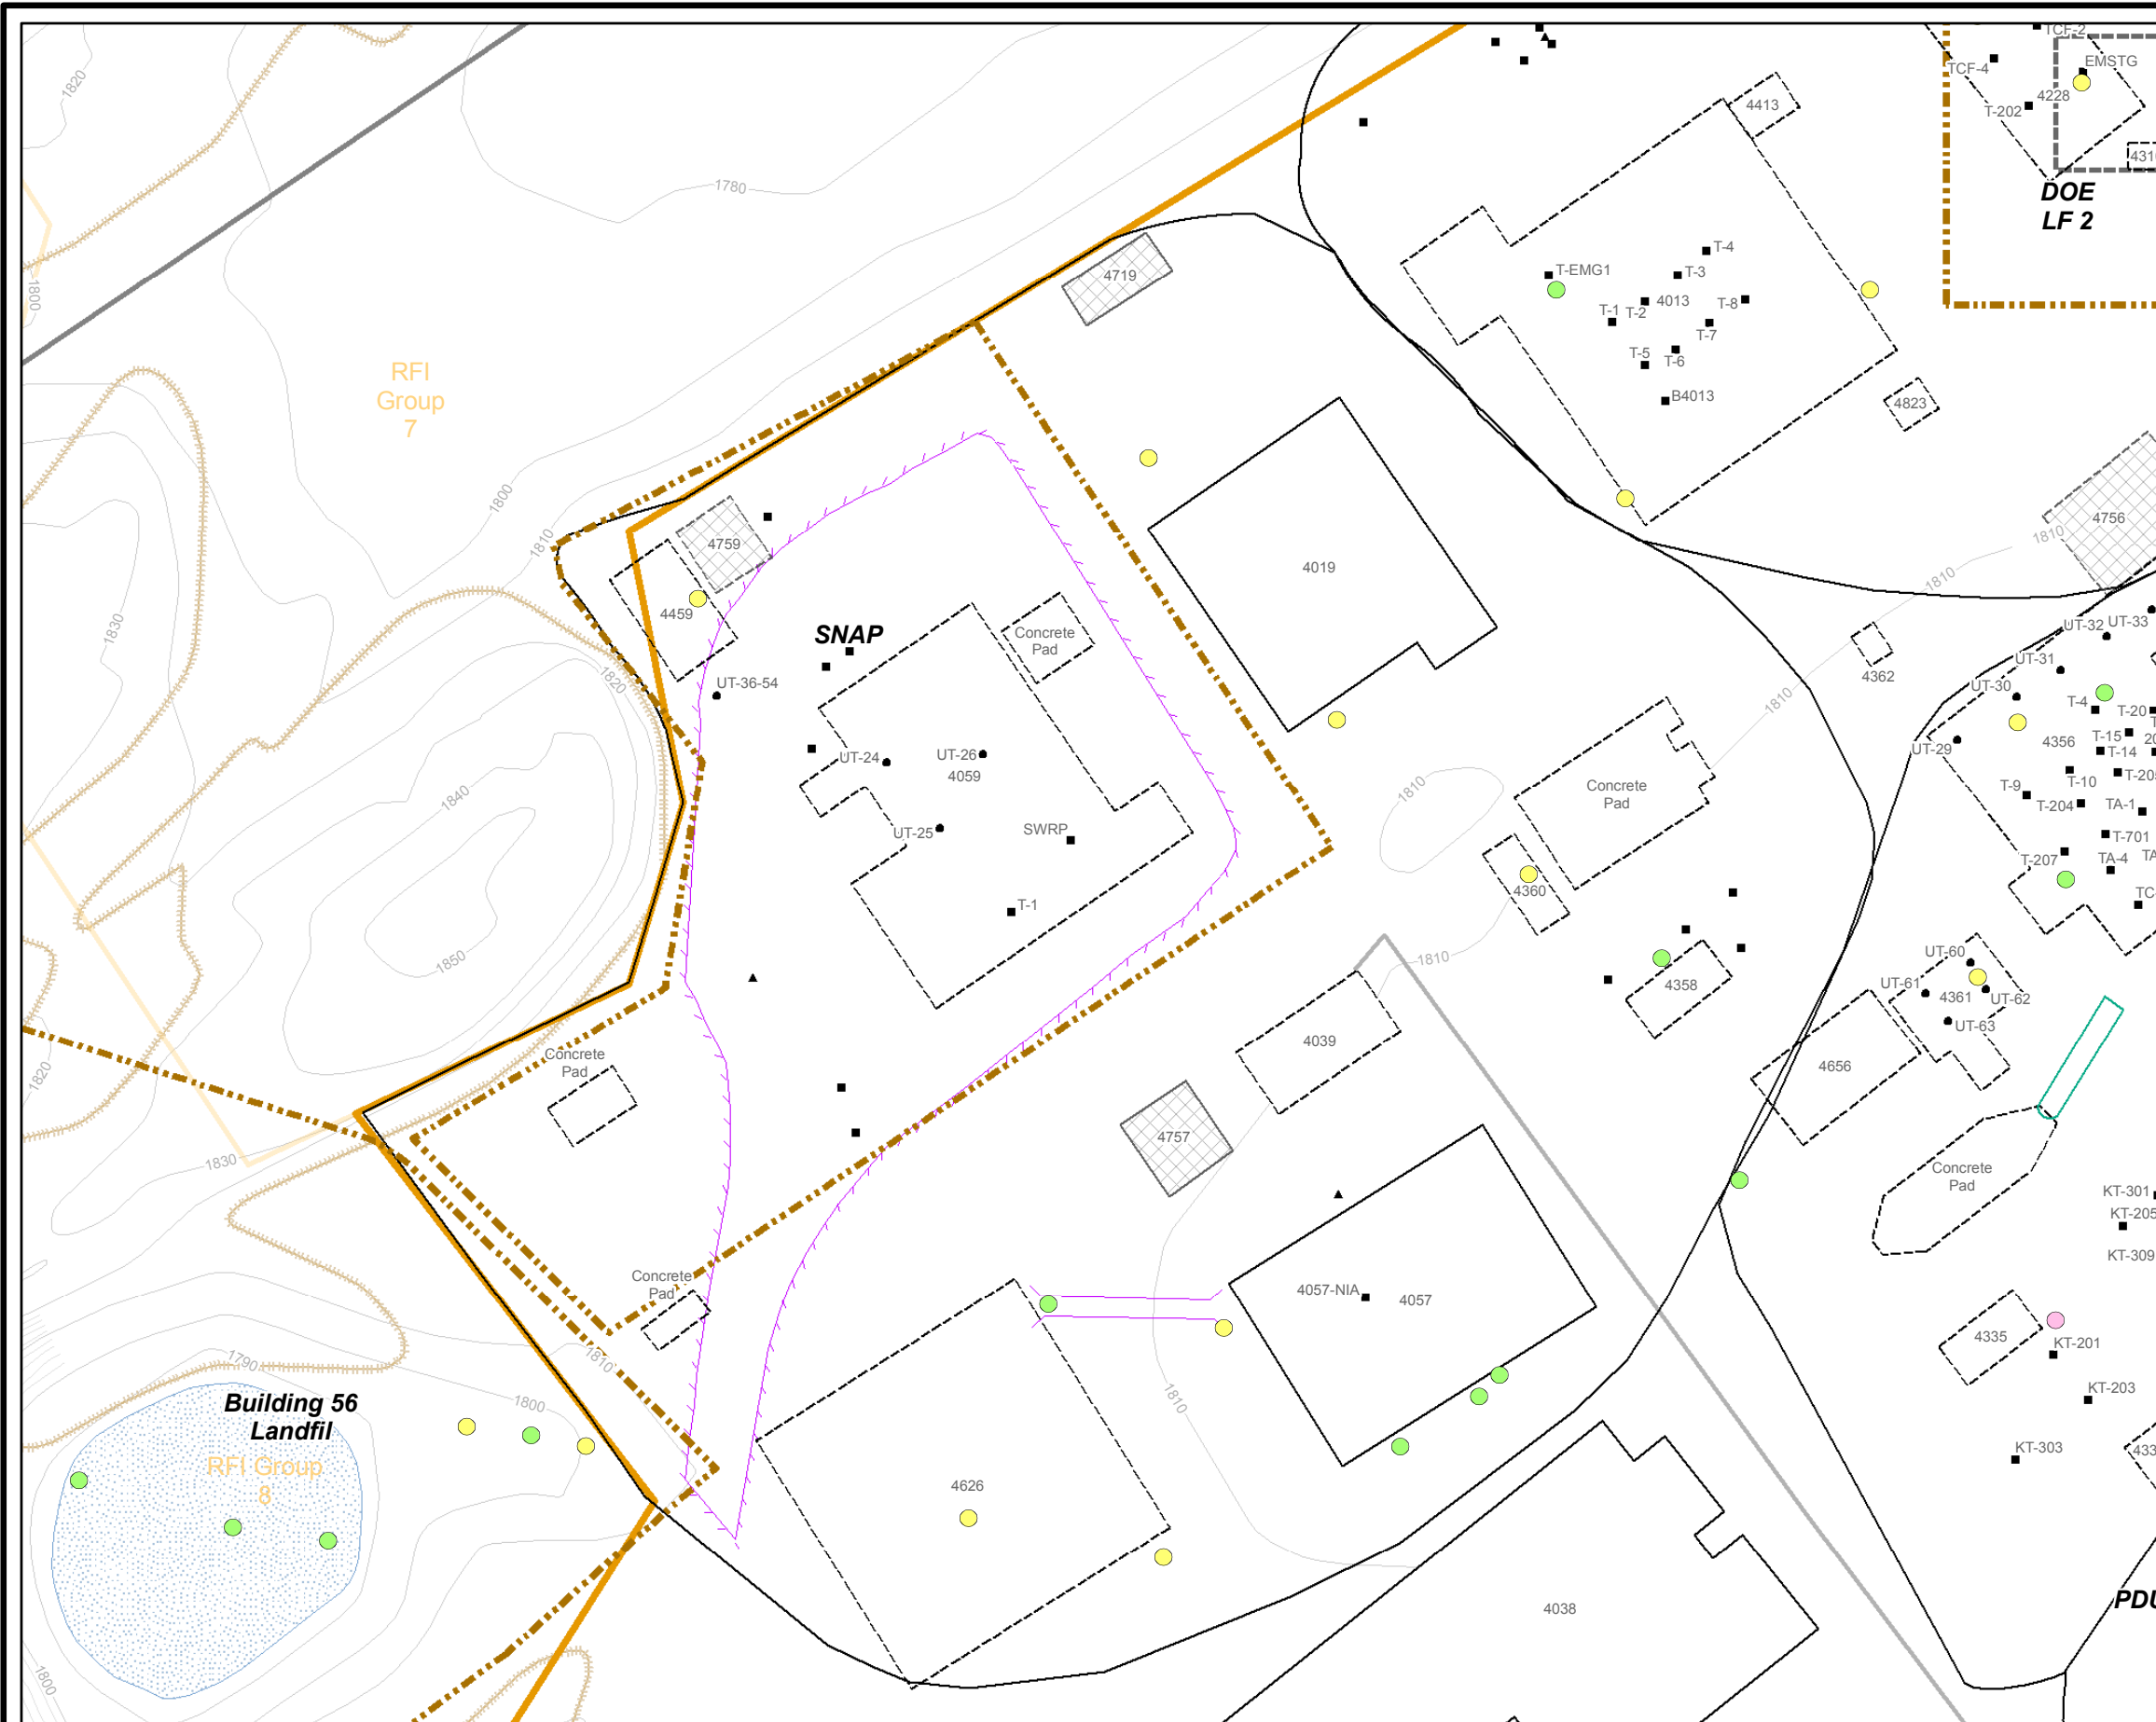 TCF-2
EMSTG
TCF-4
4228
T-202
1820
4413
DOE
LF 2
1780
T-4
4719
T-EMG1
T-3
4013
T-8
T-1
T-2
T-7
1800
RFI
Group
7
T-5
T-6
B4013
4823
1800
4756
1810
1810
4759
4019
1810
4459
1830
SNAP
Concrete
Pad
UT-32
UT-33
UT-31
4362
1820
UT-36-54
UT-30
T-4
T-20
1810
UT-24
UT-26
4059
UT-29
4356
T-15
T-14
1840
1810
Concrete
Pad
T-10
T-9
T-204
TA-1
UT-25
SWRP
T-701
T-207
TA-4
4360
T-1
1850
1810
UT-60
4358
UT-61
4361
UT-62
UT-63
4039
Concrete
Pad
4656
1820
4757
1830
Concrete
Pad
KT-301
KT-205
KT-309
Concrete
Pad
4057-NIA
4057
4335
KT-201
1790
1810
Building 56
Landfil
1800
1810
KT-203
RFI Group
8
KT-303
4626
4038
1800